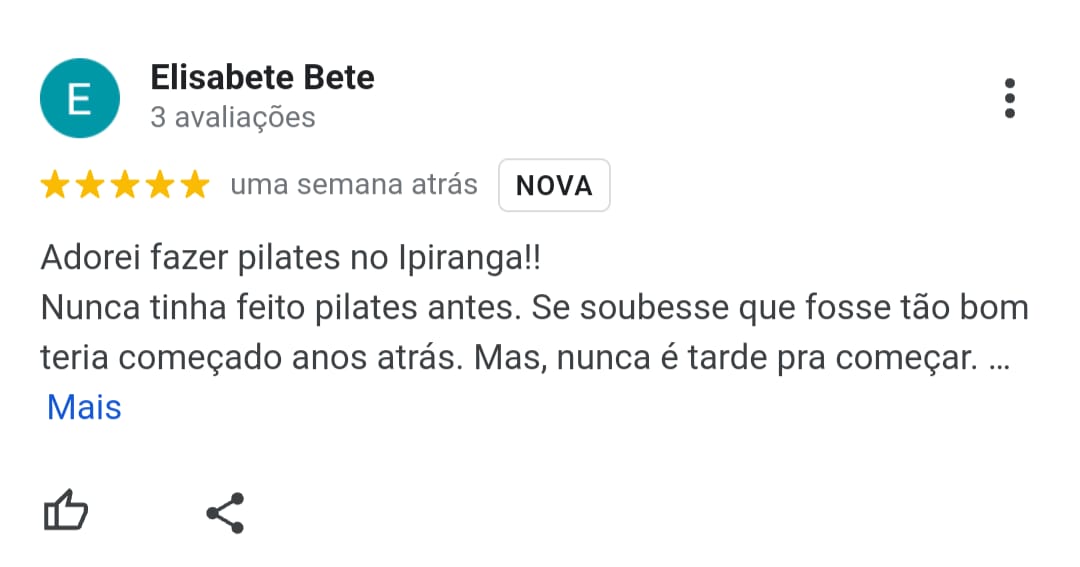 E
Elisabete Bete
3 avaliações
uma semana atrás NOVA
Adorei fazer pilates no Ipiranga!!
Nunca tinha feito pilates antes. Se soubesse que fosse tão bom
teria começado anos atrás. Mas, nunca é tarde pra começar. ...
Mais